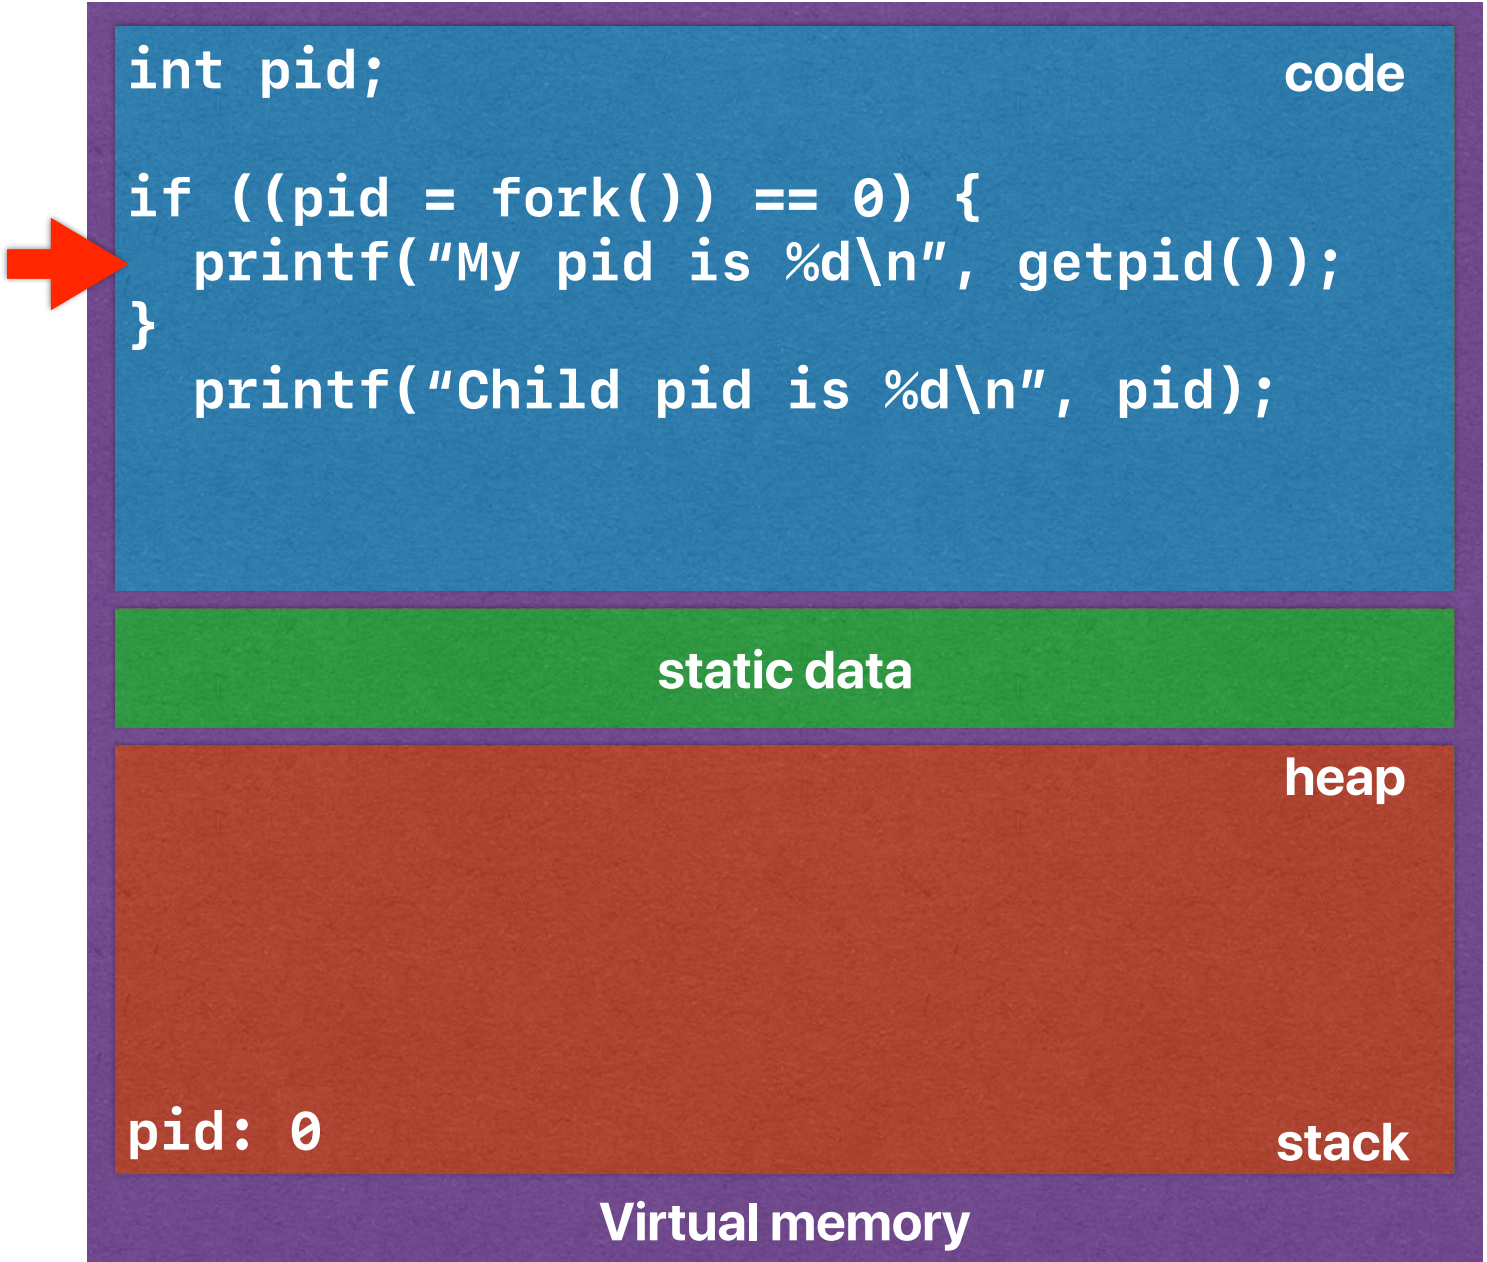 int pid;
code
if ((pid = fork()) == 0) {
  printf(“My pid is %d\n”, getpid());
}
  printf(“Child pid is %d\n”, pid);
static data
heap
pid: 0
stack
Virtual memory